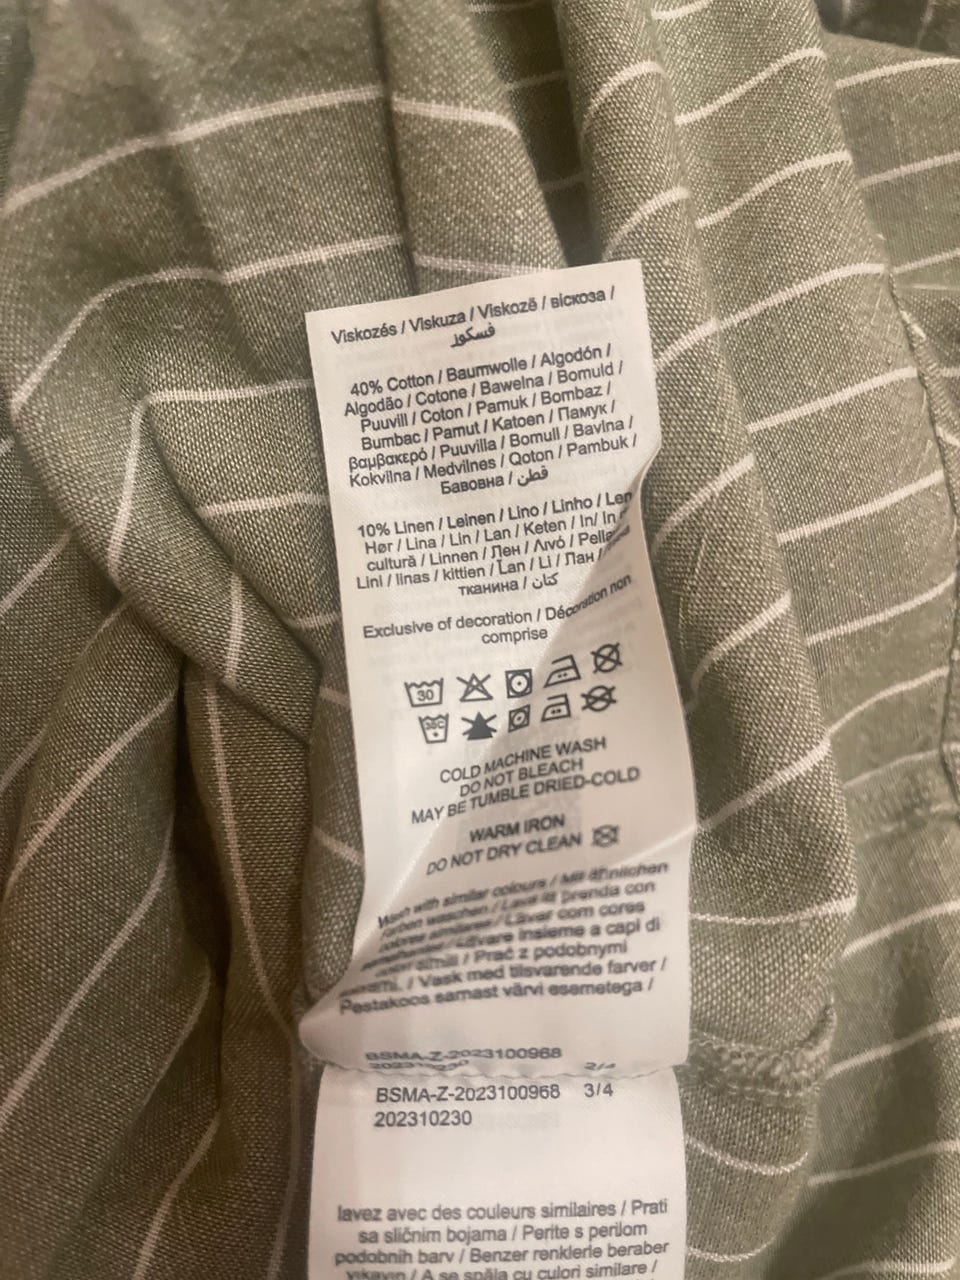 Viskozés / Viskuza / Viskozë / віскоза /
فسكوز
40% Cotton / Baumwolle / Algodón /
Algodão / Cotone / Bawełna / Bomuld /
Puuvill / Coton / Pamuk / Bombaz /
Bumbac / Pamut / Katoen / Памук /
βαμβακερό / Puuvilla / Bomull / Bavlna /
Kokvilna / Medvilnes / Qoton / Pambuk /
Бавовна / قطن
10% Linen / Leinen / Lino / Linho / Len
Hør / Lina / Lin / Lan / Keten / In/ In
cultură / Linnen / Лен / Λινό /
Lini / linas / kittien / Lan / Li / Лан /
тканина / كتان
Exclusive of decoration / Décoration non
comprise
30
30C
COLD MACHINE WASH
DO NOT BLEACH
MAY BE TUMBLE DRIED-COLD
WARM IRON
DO NOT DRY CLEAN
Wash with similar colours / Mit ähnlichen
farben waschen / Lava la prenda con
colores similares / Lavar com cores
/ Lavare insieme a capi di
simili / Prać z podobnymi
/ Vask med tilsvarende farver /
Pestakoos samast värvi esemetega /
BSMA-Z-2023100968
202310230 2/4
BSMA-Z-2023100968 3/4
202310230
lavez avec des couleurs similaires / Prati
sa sličnim bojama / Perite s perilom
podobnih barv / Benzer renklerle beraber
yıkayın / A se spăla cu culori similare /